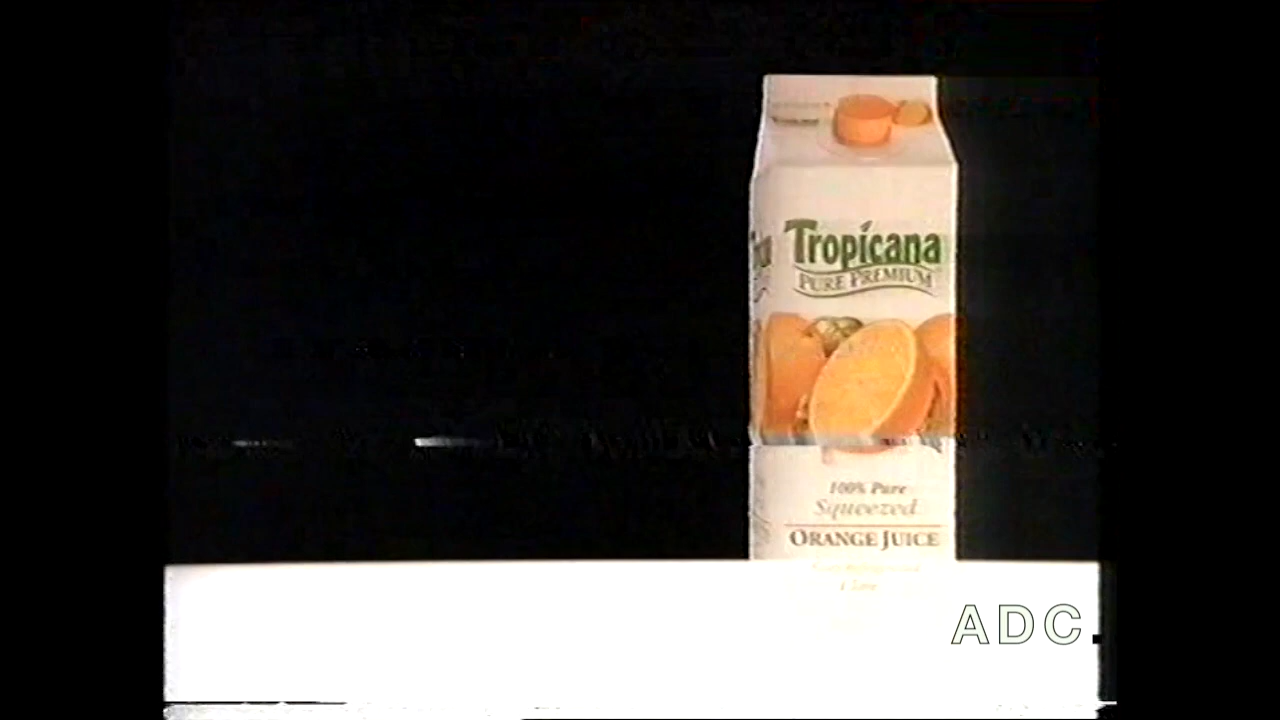 Tropicana
PURE PREMIUM
100% Pure
Squeezed
ORANGE JUICE
ADC.